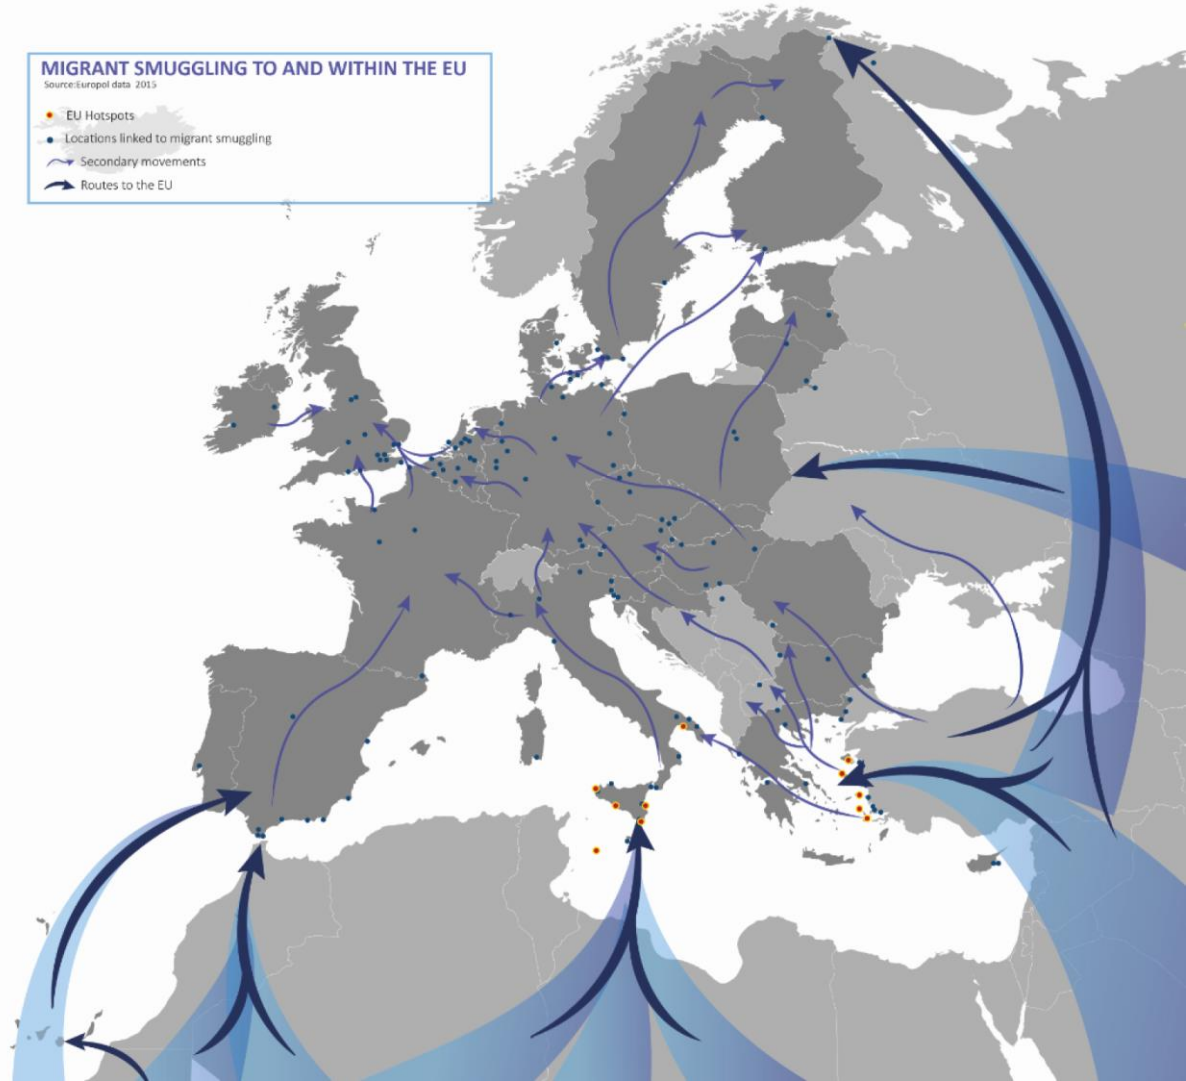 MIGRANT SMUGGLING TO AND WITHIN THE EU
Source:Europol data 2015
EU Hotspots
Locations linked to migrant smuggling
Secondary movements
Routes to the EU